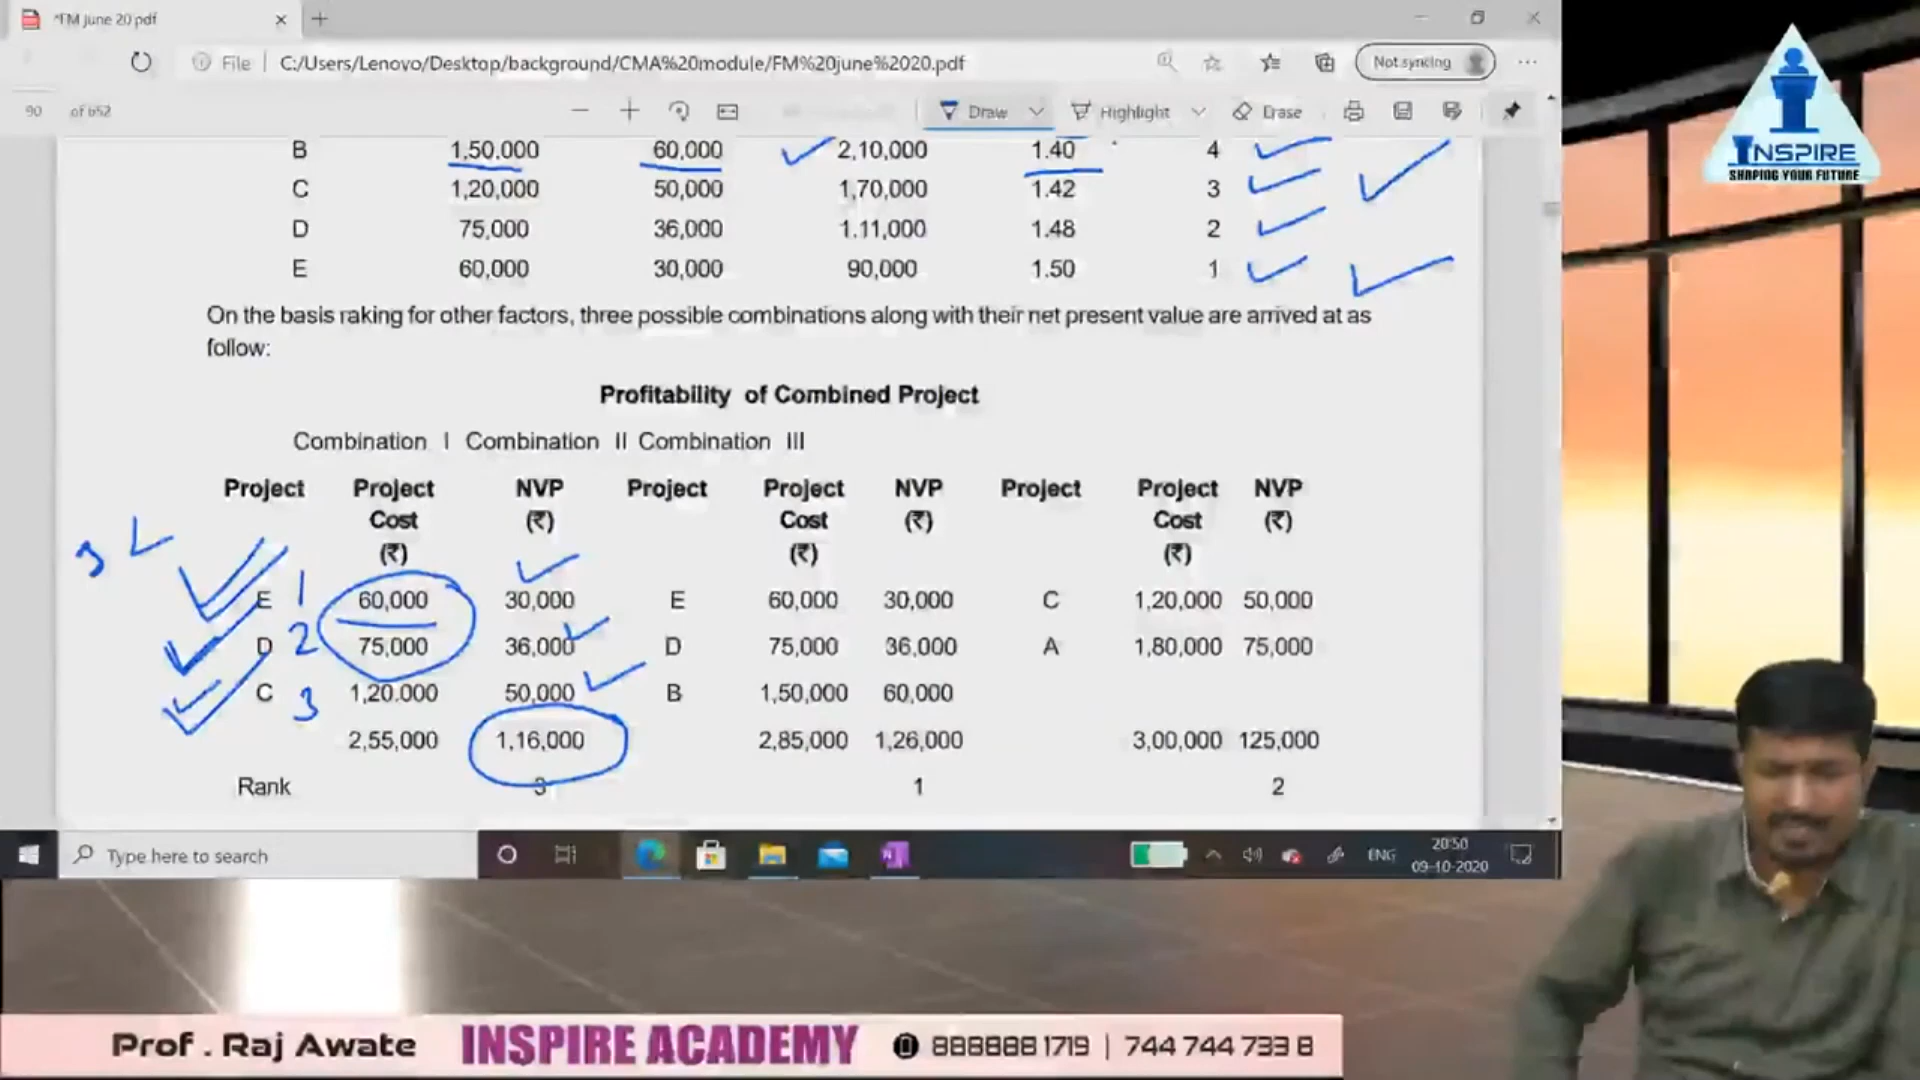 *FM june 20 pdf
File C:/Users/Lenovo/Desktop/background/CMA%20module/FM%20june%2020.pdf Not syncing
90 of 652 Draw Highlight Erase
INSPIRE
SHAPING YOUR FUTURE
B 1,50,000 60,000 2,10,000 1.40 4
C 1,20,000 50,000 1,70,000 1.42 3
D 75,000 36,000 1.11,000 1.48 2
E 60,000 30,000 90,000 1.50 1
On the basis raking for other factors, three possible combinations along with their net present value are arrived at as
follow:
Profitability of Combined Project
Combination I Combination II Combination III
Project Project NVP Project Project NVP Project Project NVP
Cost (₹) Cost (₹) Cost (₹)
(₹) (₹) (₹)
E 1 60,000 30,000 E 60,000 30,000 C 1,20,000 50,000
D 2 75,000 36,000 D 75,000 36,000 A 1,80,000 75,000
C 3 1,20.000 50,000 B 1,50,000 60,000
2,55,000 1,16,000 2,85,000 1,26,000 3,00,000 125,000
Rank 3 1 2
Type here to search ENG 20:50
09-10-2020
Prof . Raj Awate INSPIRE ACADEMY 888888 1719 | 744 744 733 8